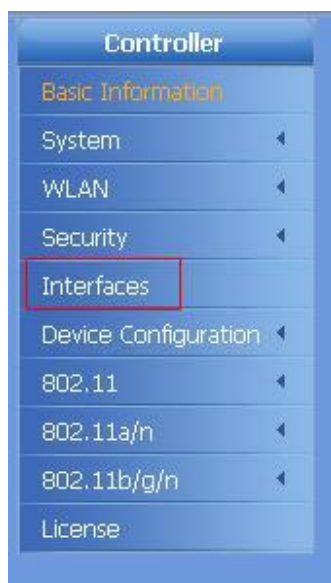 Controller
Basic Information
System
WLAN
Security
Interfaces
Device Configuration
802.11
802.11a/n
802.11b/g/n
License